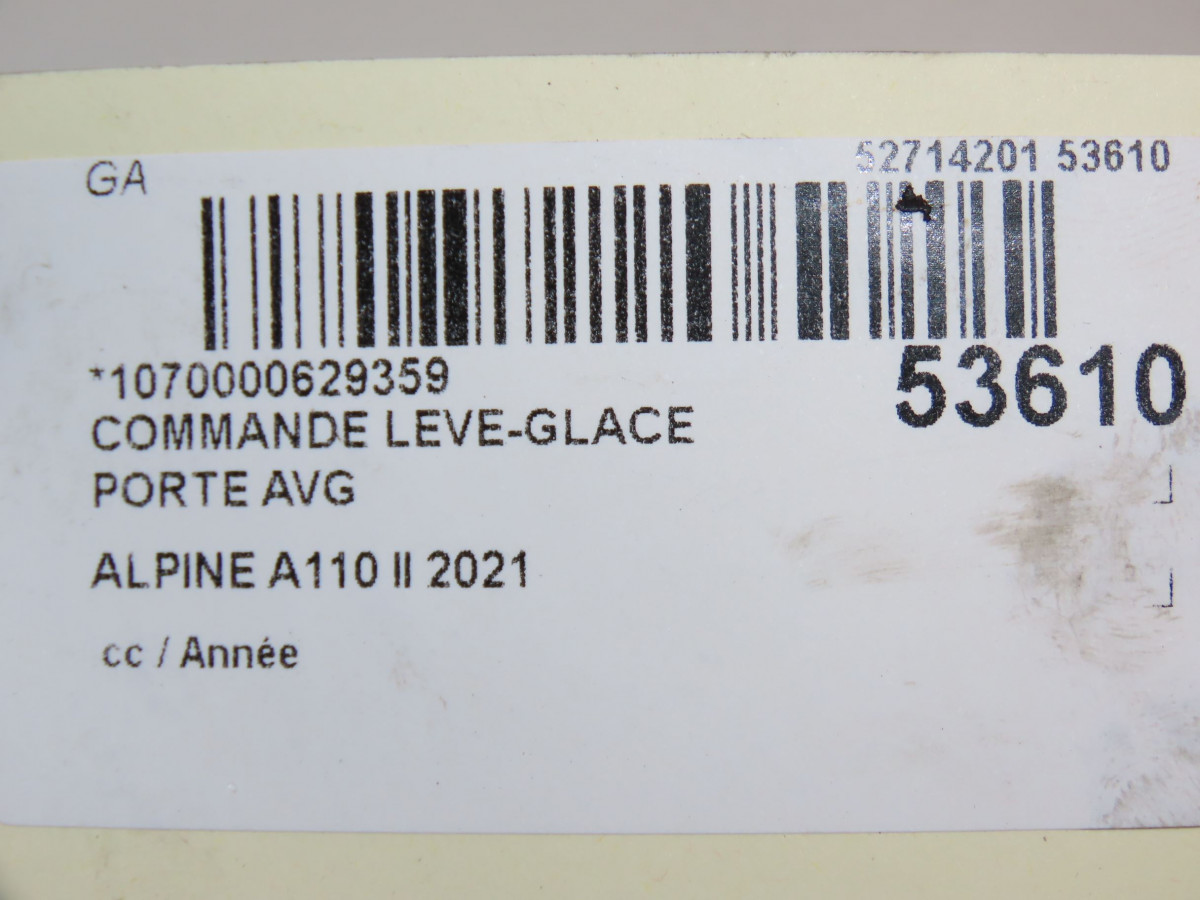 GA
52714201 53610
*1070000629359
53610
COMMANDE LEVE-GLACE
PORTE AVG
ALPINE A110 II 2021
cc / Année